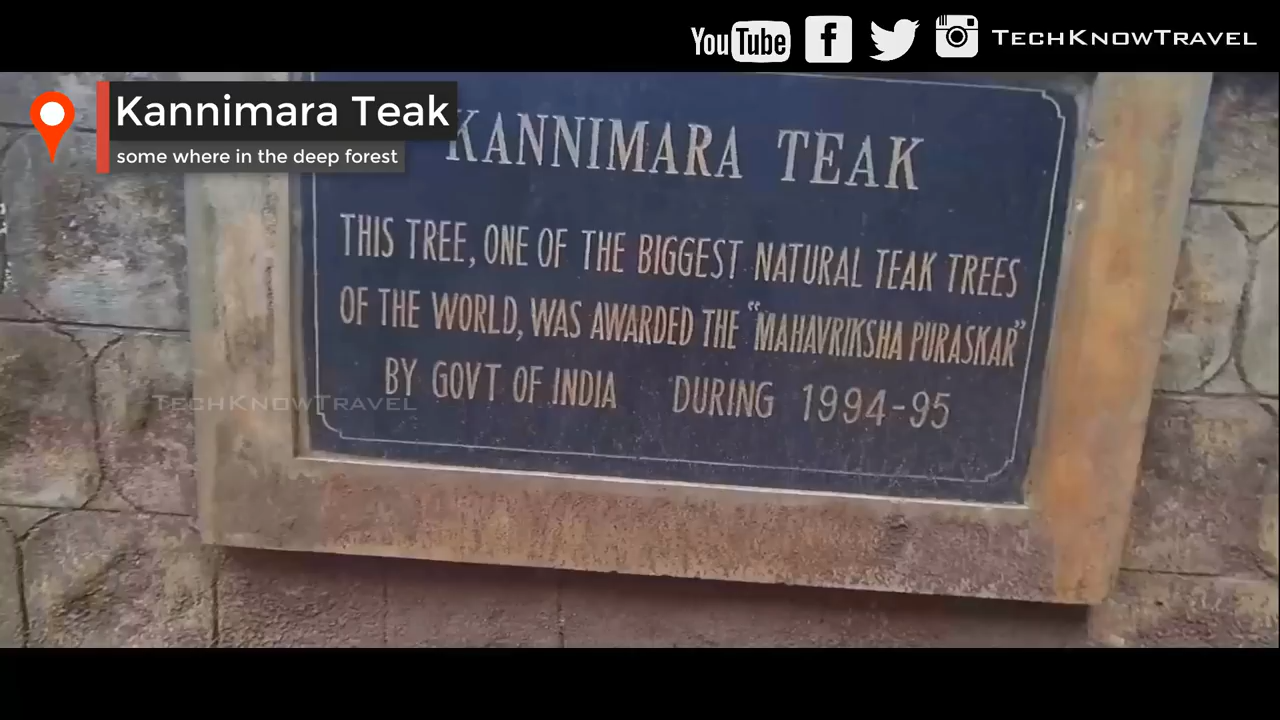 YouTube TECHKNOWTRAVEL
Kannimara Teak
some where in the deep forest
KANNIMARA TEAK
THIS TREE, ONE OF THE BIGGEST NATURAL TEAK TREES
OF THE WORLD, WAS AWARDED THE "MAHAVRIKSHA PURASKAR"
BY GOVT OF INDIA DURING 1994-95
TECHKNOWTRAVEL